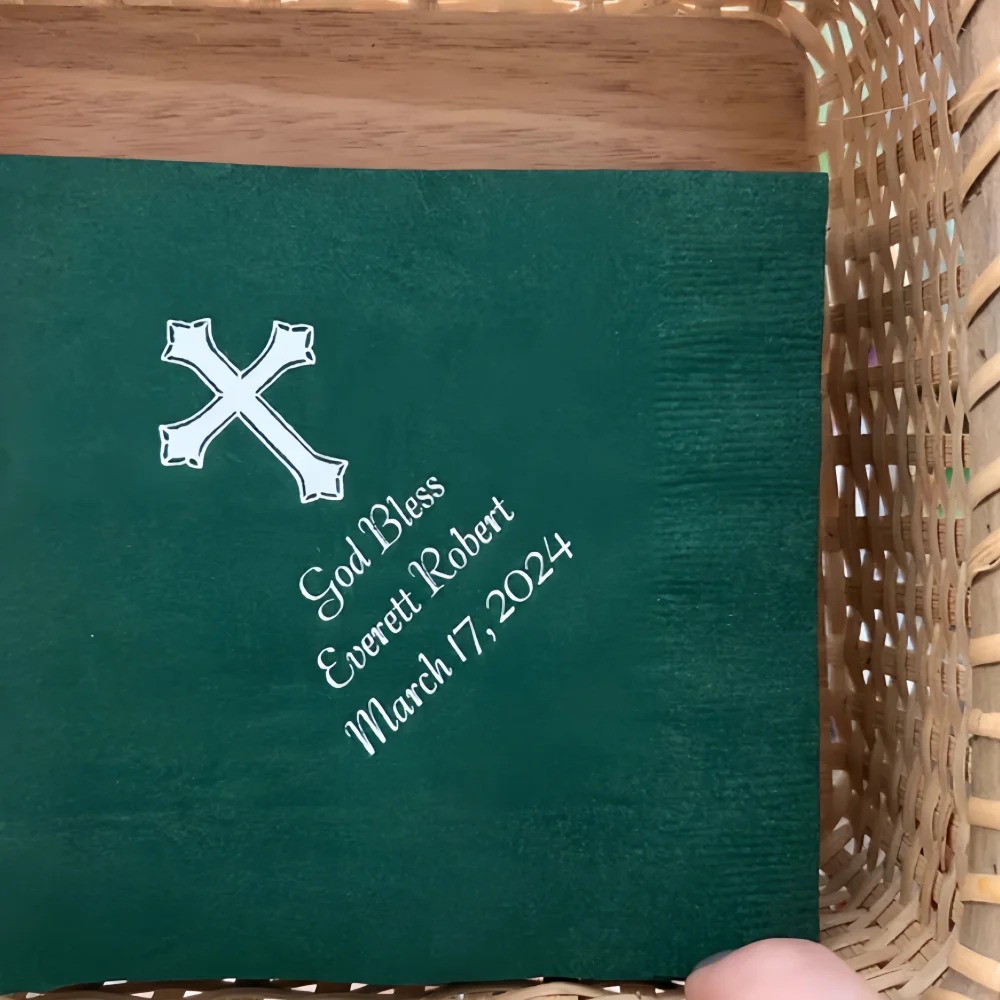 God Bless
Everett Robert
March 17, 2024